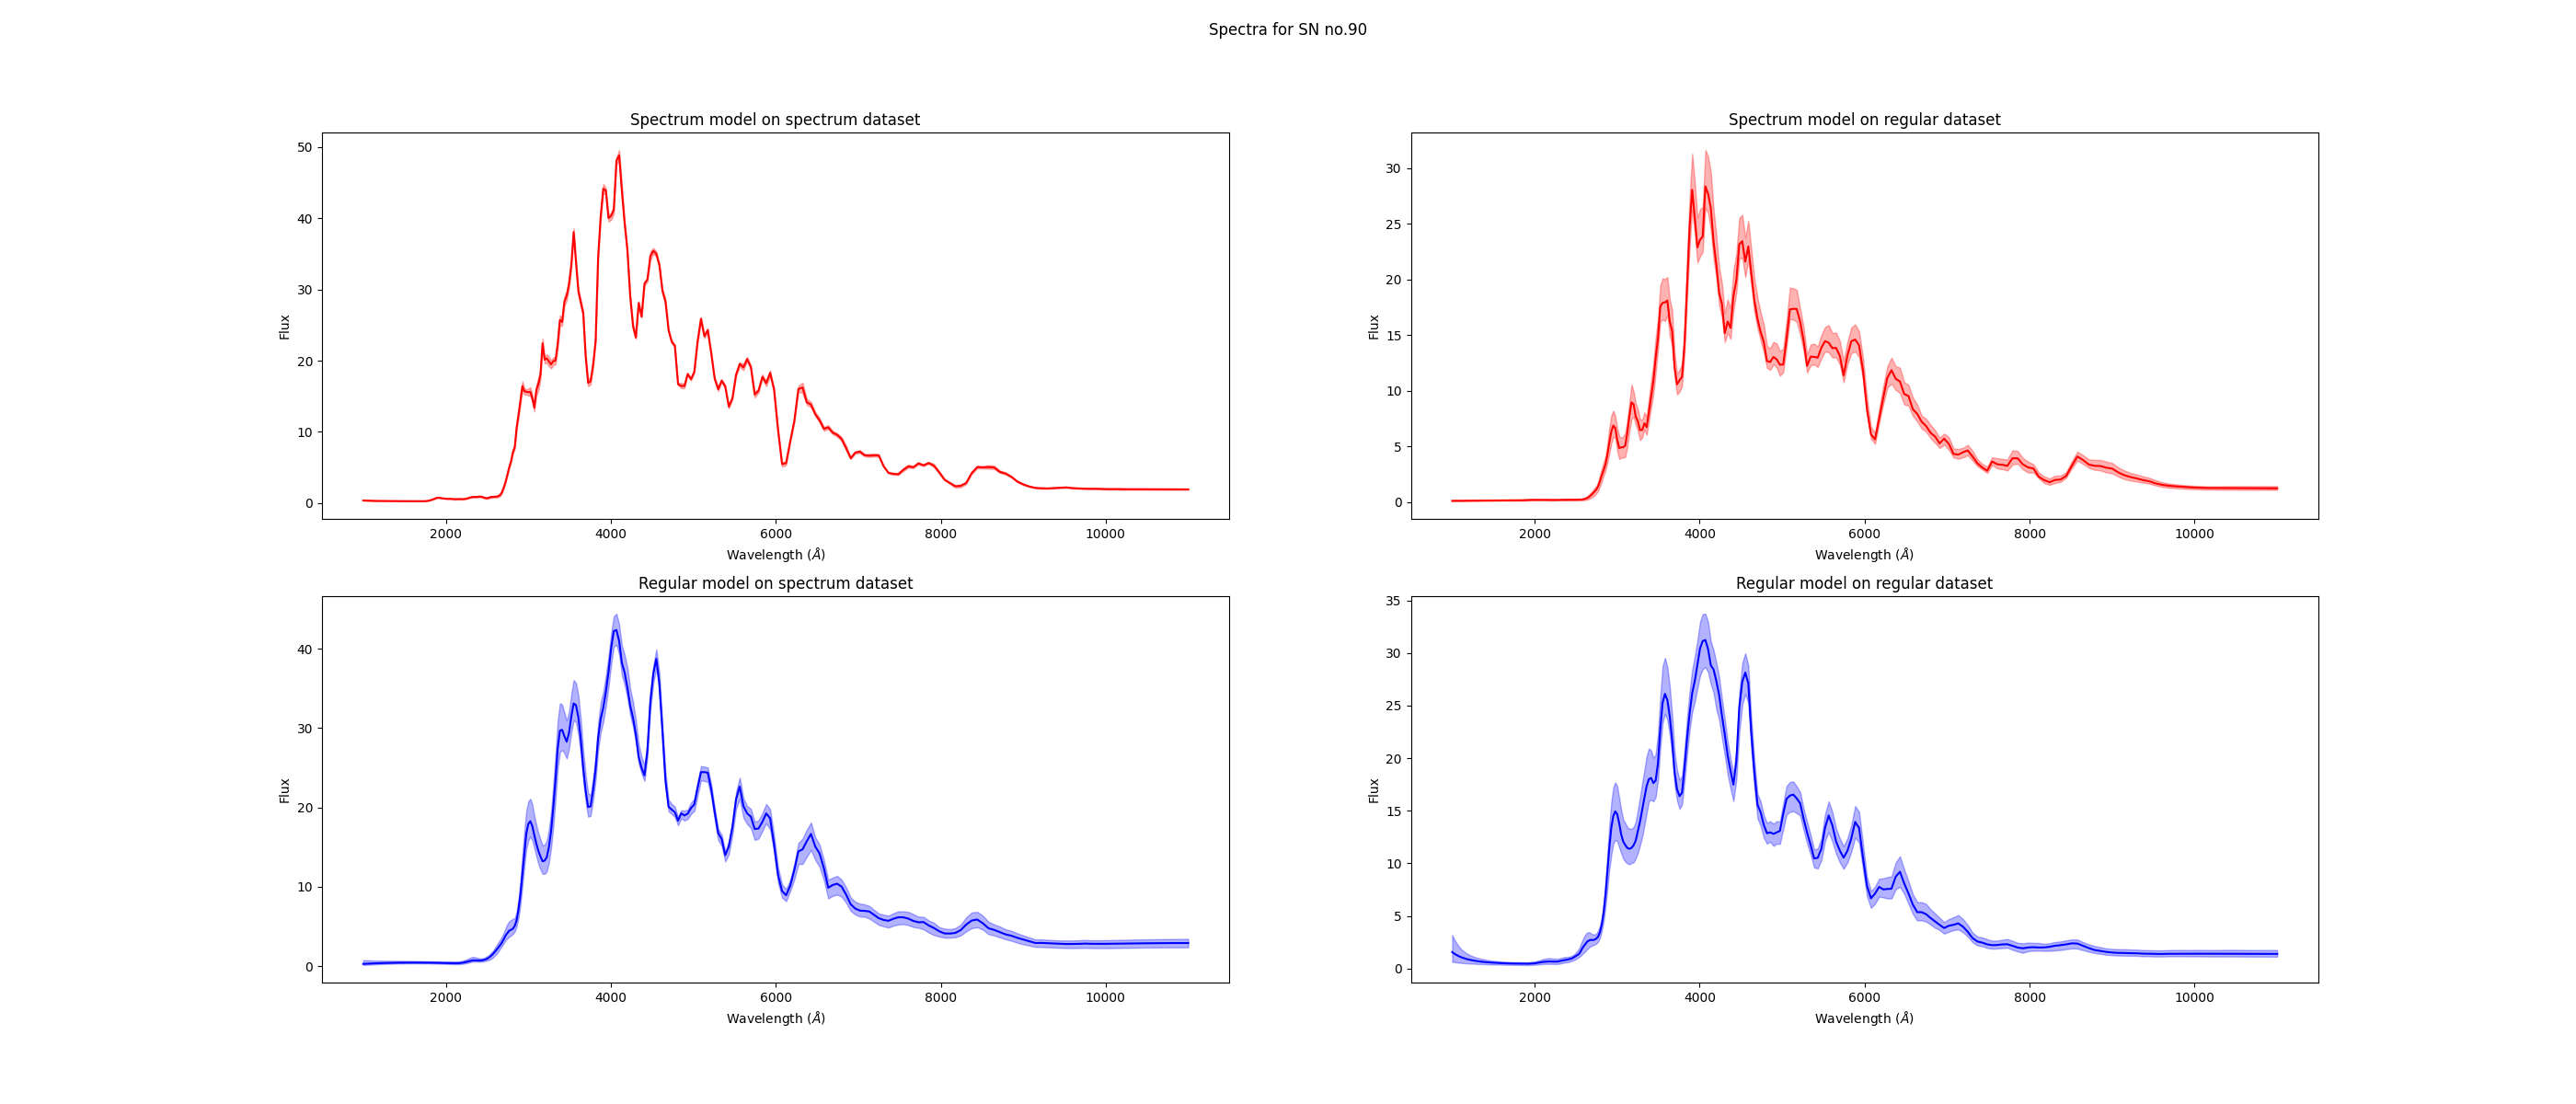 Spectra for SN no.90
Spectrum model on spectrum dataset
50
40
30
20
10
0
Flux
2000 4000 6000 8000 10000
Wavelength (Å)
Spectrum model on regular dataset
30
25
20
15
10
5
0
Flux
2000 4000 6000 8000 10000
Wavelength (Å)
Regular model on spectrum dataset
40
30
20
10
0
Flux
2000 4000 6000 8000 10000
Wavelength (Å)
Regular model on regular dataset
35
30
25
20
15
10
5
0
Flux
2000 4000 6000 8000 10000
Wavelength (Å)